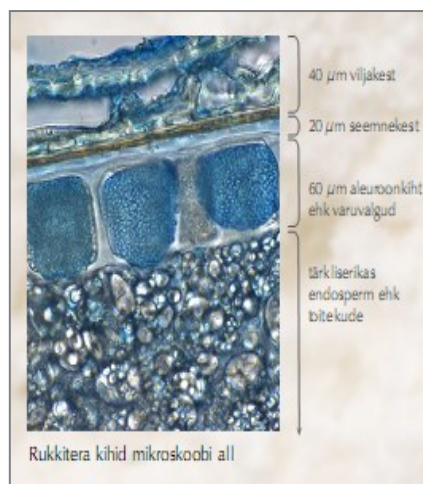 40 µm viljakest
20 µm seemnekest
60 µm aleuroonkiht
ehk varuvalgud
tärkliserikas
endosperm ehk
toitekude
Rukkitera kihid mikroskoobi all